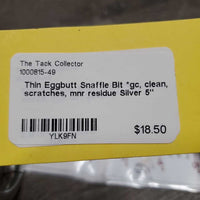 The Tack Collector
1000815-49
Thin Eggbutt Snaffle Bit *gc, clean,
scratches, mnr residue Silver 5"
YLK9FN
$18.50